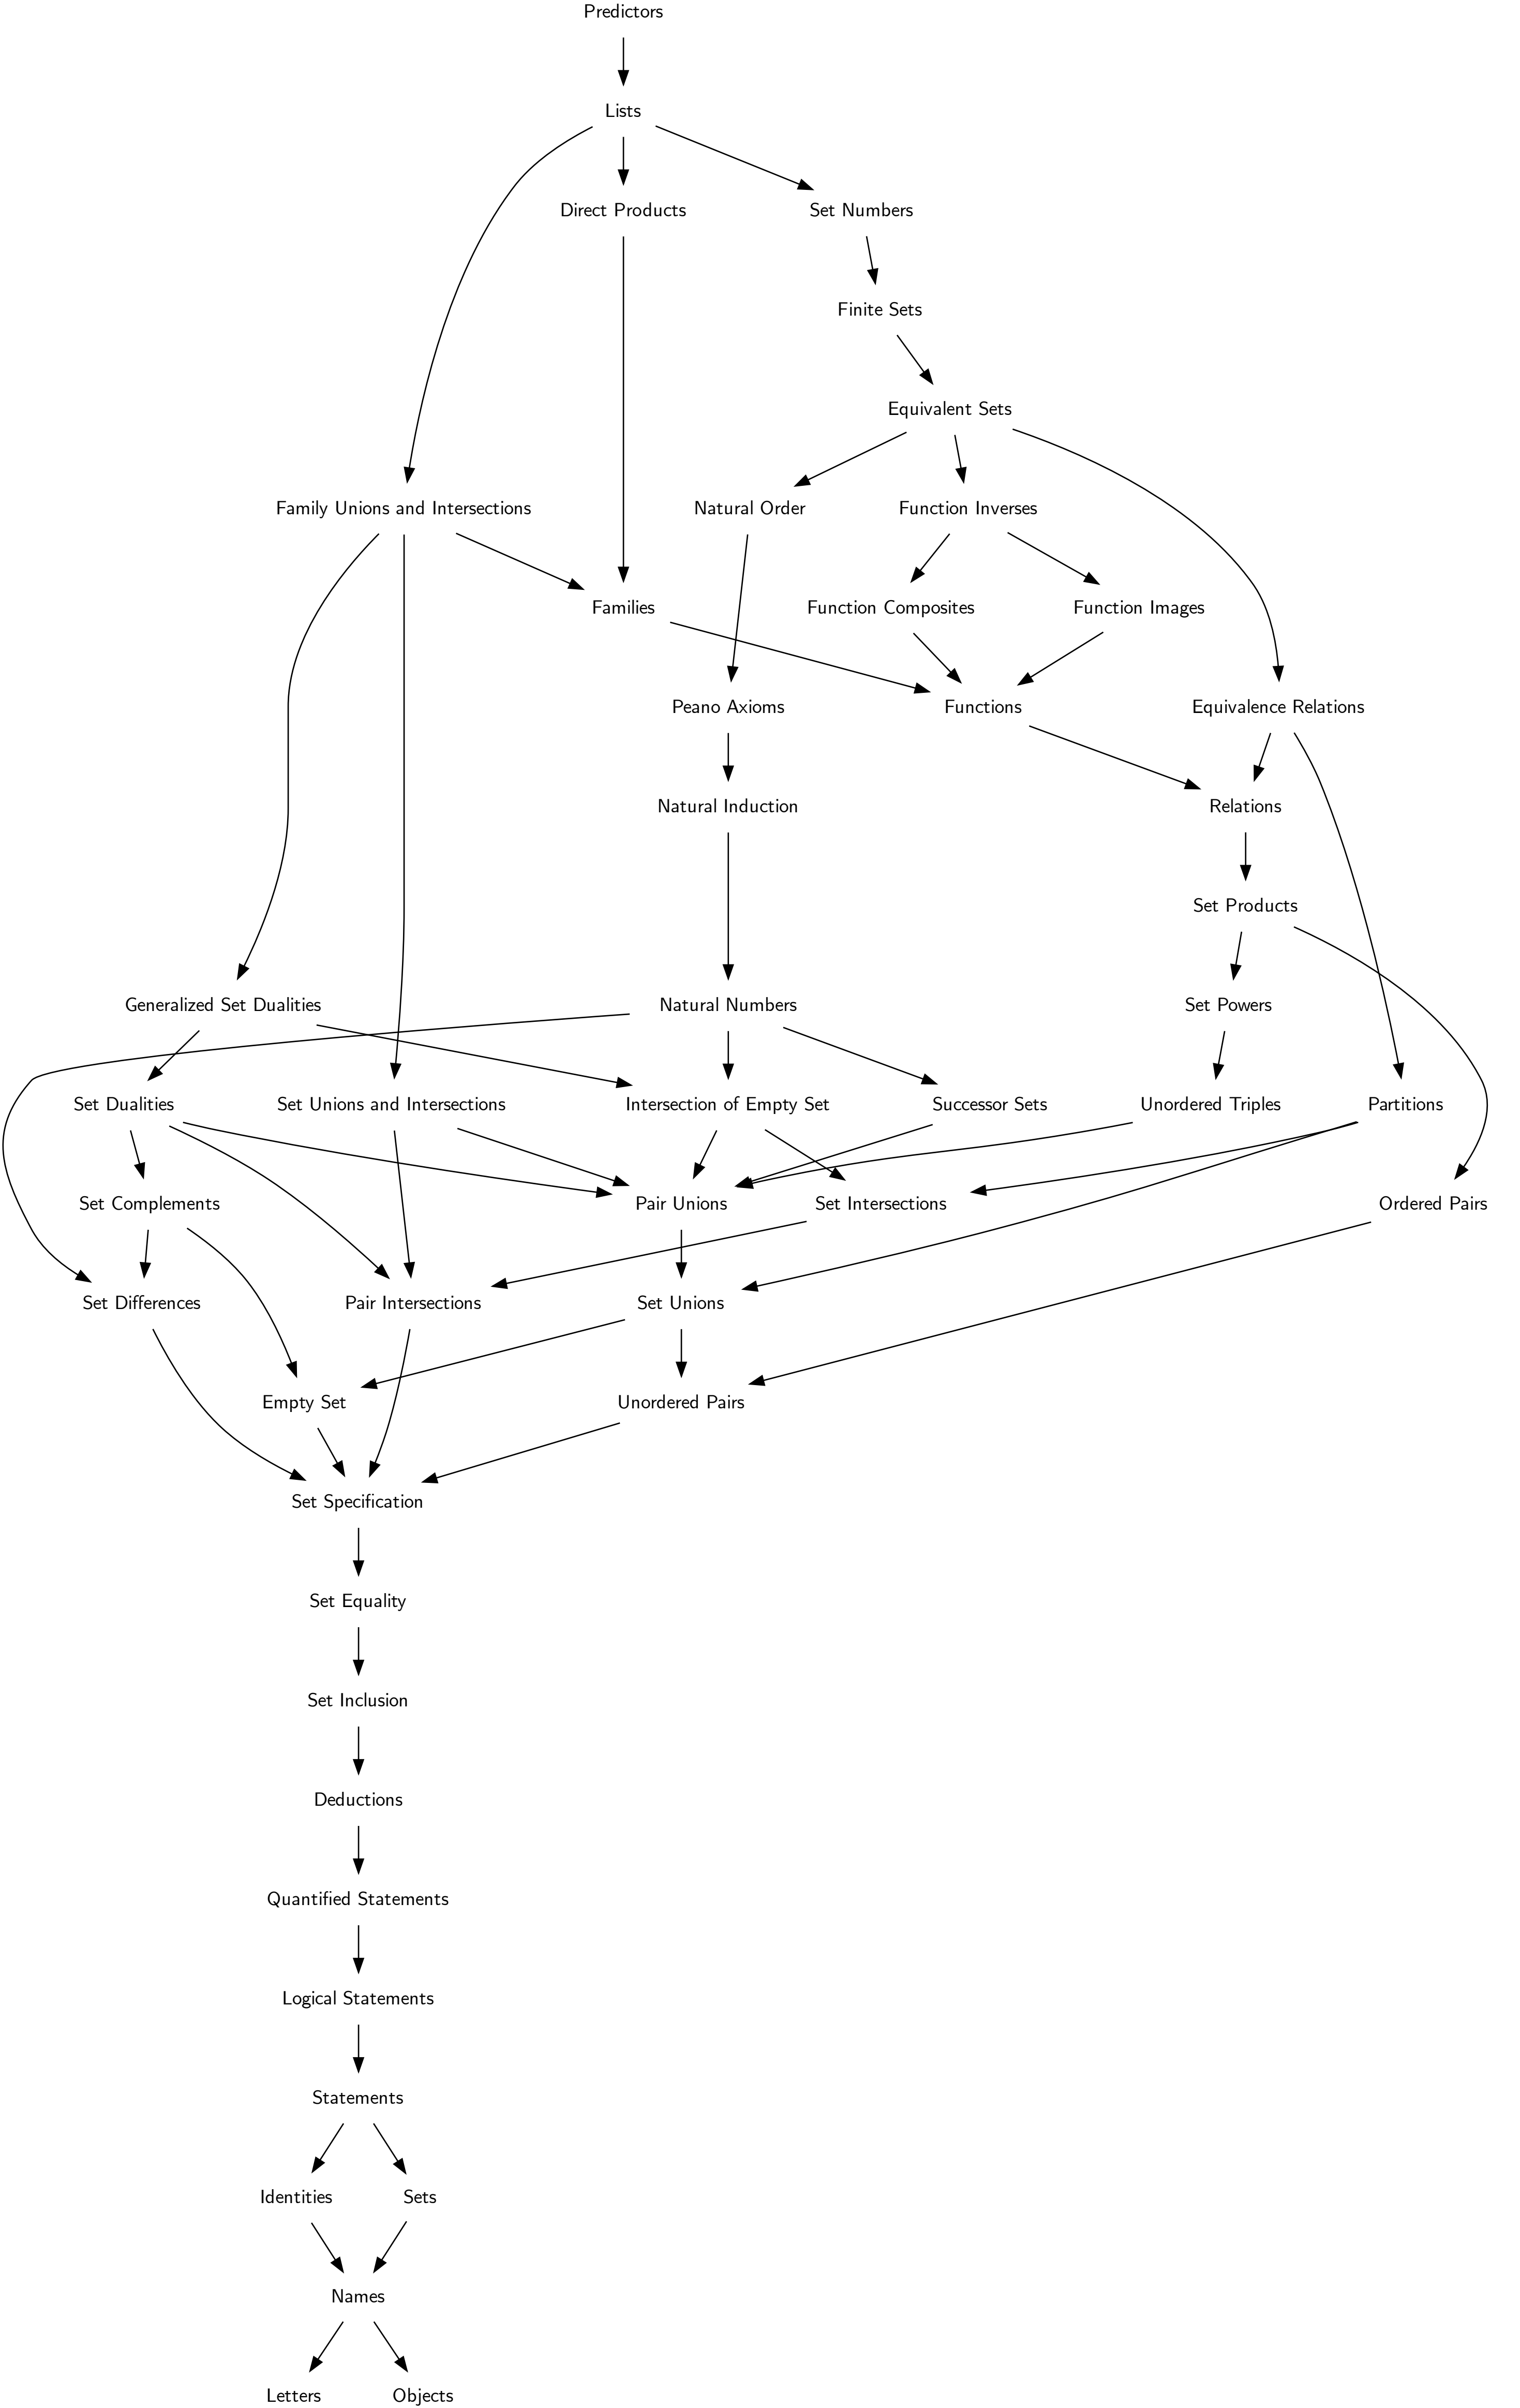 Predictors
Lists
Direct Products
Set Numbers
Finite Sets
Equivalent Sets
Family Unions and Intersections
Natural Order
Function Inverses
Families
Function Composites
Function Images
Peano Axioms
Functions
Equivalence Relations
Natural Induction
Relations
Set Products
Generalized Set Dualities
Natural Numbers
Set Powers
Set Dualities
Set Unions and Intersections
Intersection of Empty Set
Successor Sets
Unordered Triples
Partitions
Set Complements
Pair Unions
Set Intersections
Ordered Pairs
Set Differences
Pair Intersections
Set Unions
Empty Set
Unordered Pairs
Set Specification
Set Equality
Set Inclusion
Deductions
Quantified Statements
Logical Statements
Statements
Identities
Sets
Names
Letters
Objects